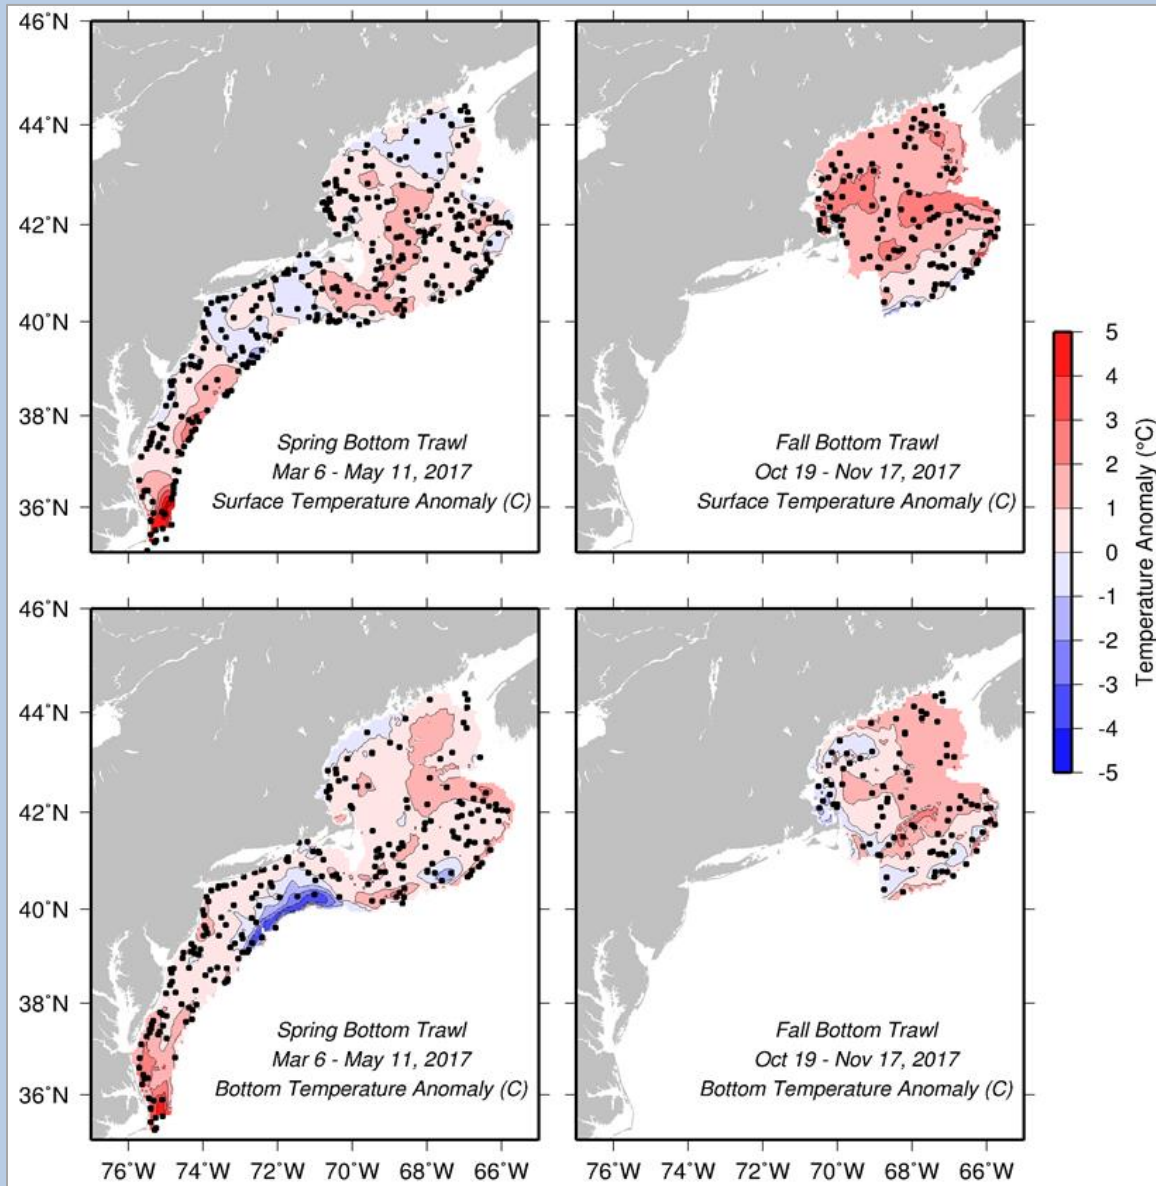 46°N
44°N
42°N
40°N
38°N
36°N
Spring Bottom Trawl
Mar 6 - May 11, 2017
Surface Temperature Anomaly (C)
Fall Bottom Trawl
Oct 19 - Nov 17, 2017
Surface Temperature Anomaly (C)
46°N
44°N
42°N
40°N
38°N
36°N
Spring Bottom Trawl
Mar 6 - May 11, 2017
Bottom Temperature Anomaly (C)
Fall Bottom Trawl
Oct 19 - Nov 17, 2017
Bottom Temperature Anomaly (C)
76°W 74°W 72°W 70°W 68°W 66°W
76°W 74°W 72°W 70°W 68°W 66°W
5
4
3
2
1
0
-1
-2
-3
-4
-5
Temperature Anomaly (°C)